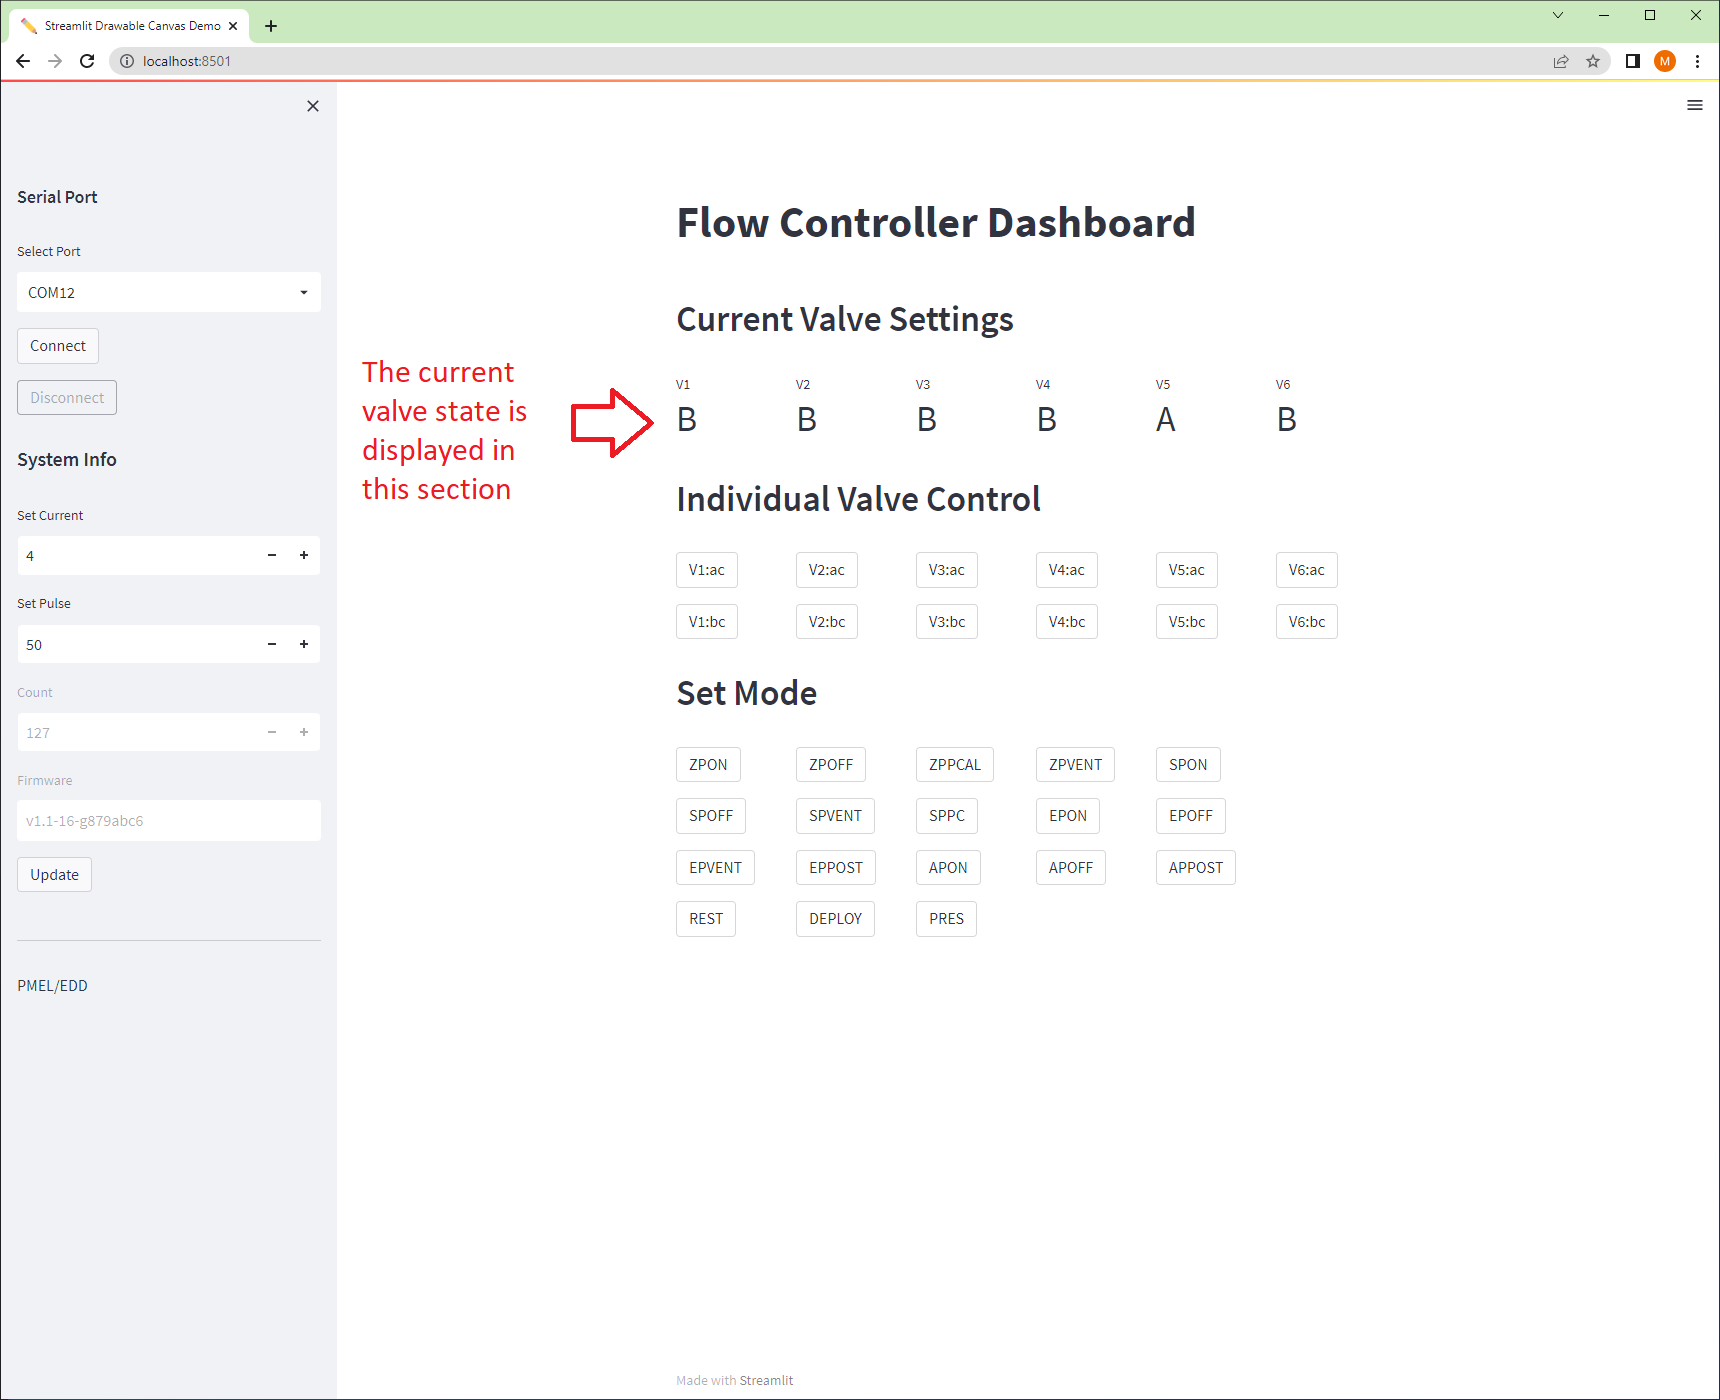 Streamlit Drawable Canvas Demo
localhost:8501
M
Serial Port
Select Port
COM12
Connect
Disconnect
System Info
Set Current
4
Set Pulse
50
Count
127
Firmware
v1.1-16-g879abc6
Update
PMEL/EDD
The current
valve state is
displayed in
this section
Flow Controller Dashboard
Current Valve Settings
V1 V2 V3 V4 V5 V6
B B B B A B
Individual Valve Control
V1:ac V2:ac V3:ac V4:ac V5:ac V6:ac
V1:bc V2:bc V3:bc V4:bc V5:bc V6:bc
Set Mode
ZPON ZPOFF ZPPCAL ZPVENT SPON
SPOFF SPVENT SPPC EPON EPOFF
EPVENT EPPOST APON APOFF APPOST
REST DEPLOY PRES
Made with Streamlit